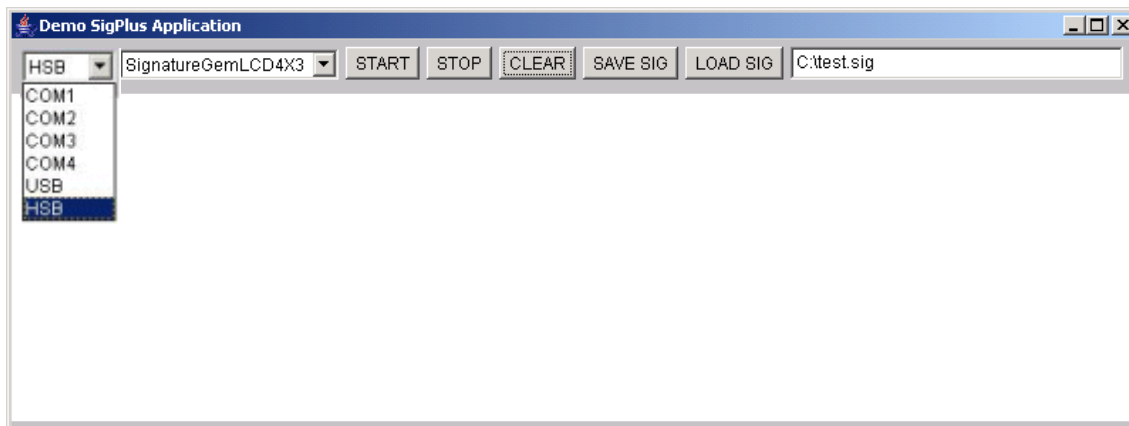 Demo SigPlus Application
HSB SignatureGemLCD4X3 START STOP CLEAR SAVE SIG LOAD SIG C:\test.sig
COM1
COM2
COM3
COM4
USB
HSB